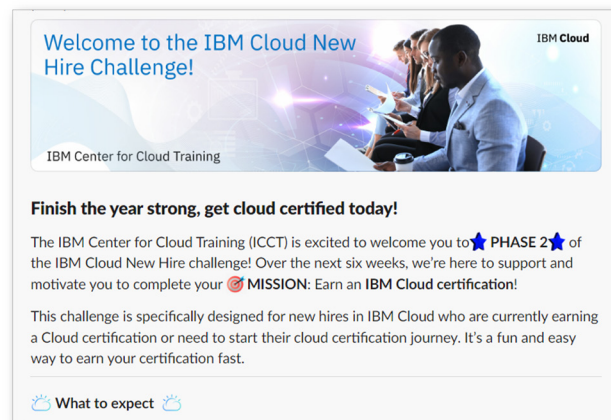 Welcome to the IBM Cloud New
Hire Challenge!
IBM Cloud
IBM Center for Cloud Training
Finish the year strong, get cloud certified today!
The IBM Center for Cloud Training (ICCT) is excited to welcome you to PHASE 2 of
the IBM Cloud New Hire challenge! Over the next six weeks, we're here to support and
motivate you to complete your MISSION: Earn an IBM Cloud certification!
This challenge is specifically designed for new hires in IBM Cloud who are currently earning
a Cloud certification or need to start their cloud certification journey. It's a fun and easy
way to earn your certification fast.
What to expect